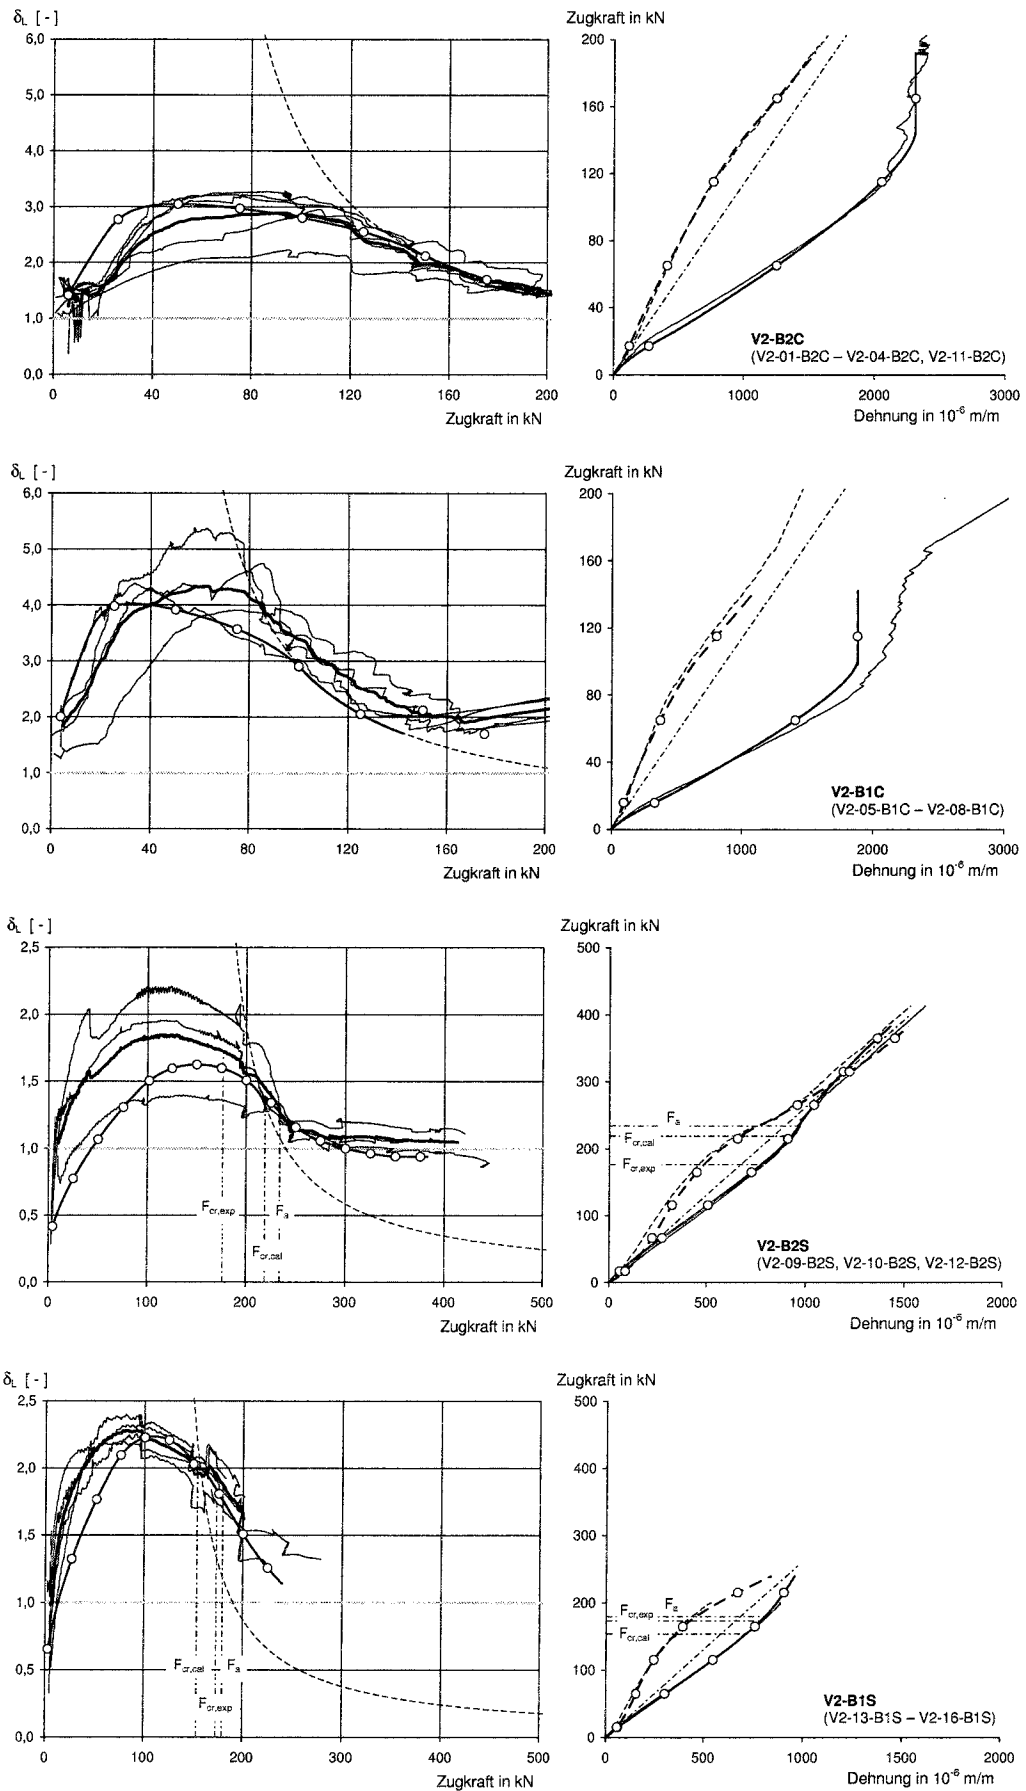 δL [ - ]
6,0
5,0
4,0
3,0
2,0
1,0
0,0
0 40 80 120 160 200
Zugkraft in kN
Zugkraft in kN
200
160
120
80
40
0
V2-B2C
(V2-01-B2C – V2-04-B2C, V2-11-B2C)
0 1000 2000 3000
Dehnung in 10-6 m/m
δL [ - ]
6,0
5,0
4,0
3,0
2,0
1,0
0,0
0 40 80 120 160 200
Zugkraft in kN
Zugkraft in kN
200
160
120
80
40
0
V2-B1C
(V2-05-B1C – V2-08-B1C)
0 1000 2000 3000
Dehnung in 10-6 m/m
δL [ - ]
2,5
2,0
1,5
1,0
0,5
0,0
Fcr,exp
Fa
Fcr,cal
0 100 200 300 400 500
Zugkraft in kN
Zugkraft in kN
500
400
300
200
100
0
Fa
Fcr,cal
Fcr,exp
V2-B2S
(V2-09-B2S, V2-10-B2S, V2-12-B2S)
0 500 1000 1500 2000
Dehnung in 10-6 m/m
δL [ - ]
2,5
2,0
1,5
1,0
0,5
0,0
Fcr,cal
Fa
Fcr,exp
0 100 200 300 400 500
Zugkraft in kN
Zugkraft in kN
500
400
300
200
100
0
Fcr,exp
Fa
Fcr,cal
V2-B1S
(V2-13-B1S – V2-16-B1S)
0 500 1000 1500 2000
Dehnung in 10-6 m/m